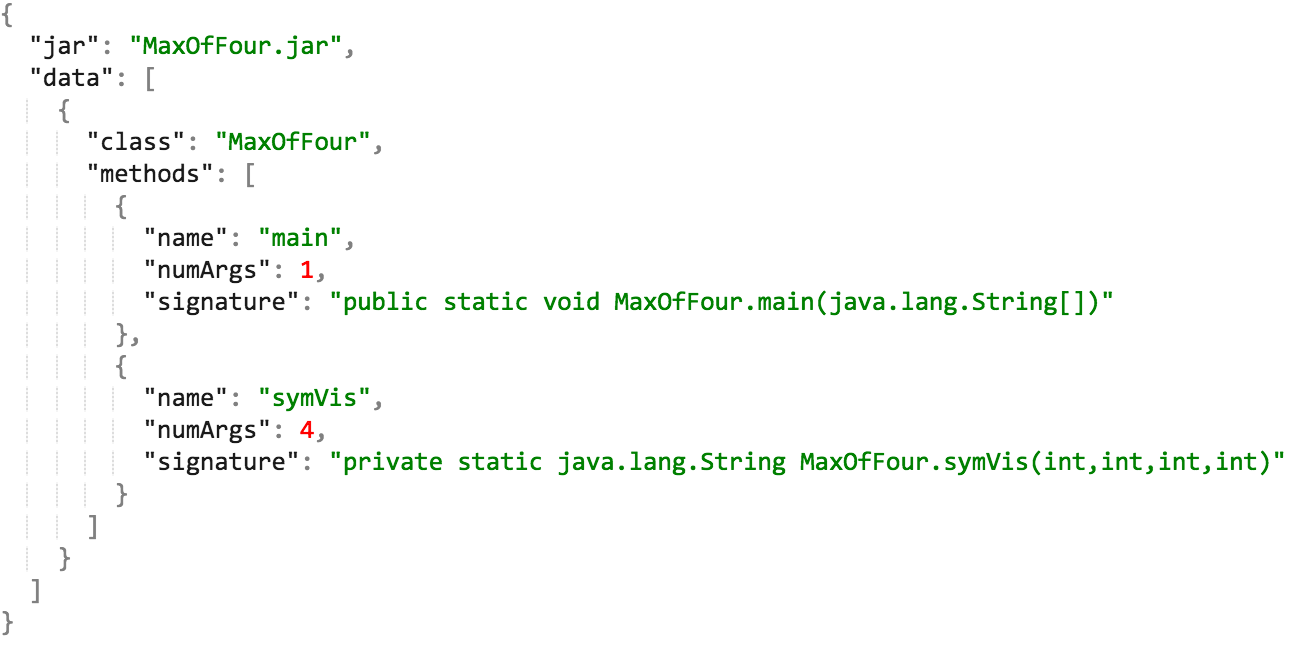 {
  "jar": "MaxOfFour.jar",
  "data": [
    {
      "class": "MaxOfFour",
      "methods": [
        {
          "name": "main",
          "numArgs": 1,
          "signature": "public static void MaxOfFour.main(java.lang.String[])"
        },
        {
          "name": "symVis",
          "numArgs": 4,
          "signature": "private static java.lang.String MaxOfFour.symVis(int,int,int,int)"
        }
      ]
    }
  ]
}